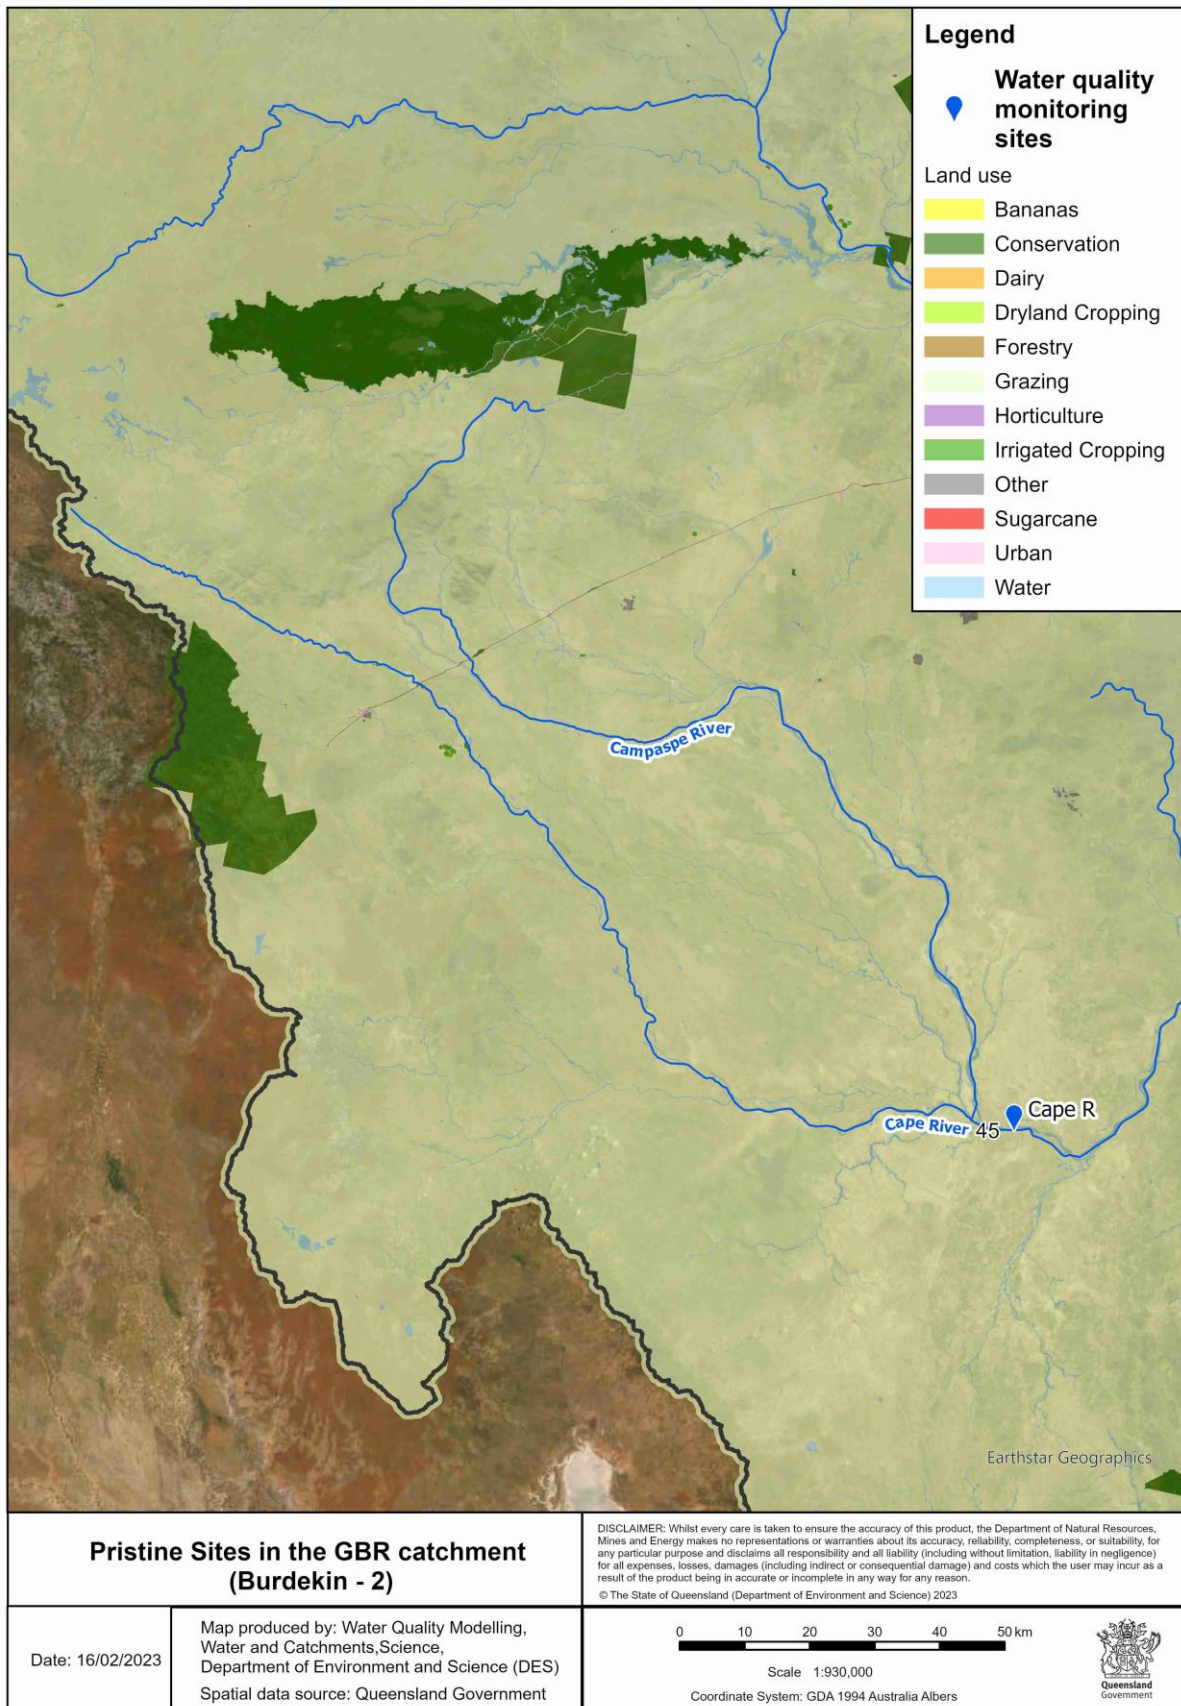 Legend
Water quality
monitoring
sites
Land use
Bananas
Conservation
Dairy
Dryland Cropping
Forestry
Grazing
Horticulture
Irrigated Cropping
Other
Sugarcane
Urban
Water
Campaspe River
Cape R
Cape River 45
Earthstar Geographics
Pristine Sites in the GBR catchment
(Burdekin - 2)
DISCLAIMER: Whilst every care is taken to ensure the accuracy of this product, the Department of Natural Resources,
Mines and Energy makes no representations or warranties about its accuracy, reliability, completeness, or suitability, for
any particular purpose and disclaims all responsibility and all liability (including without limitation, liability in negligence)
for all expenses, losses, damages (including indirect or consequential damage) and costs which the user may incur as a
result of the product being in accurate or incomplete in any way for any reason.
© The State of Queensland (Department of Environment and Science) 2023
Date: 16/02/2023
Map produced by: Water Quality Modelling,
Water and Catchments,Science,
Department of Environment and Science (DES)
Spatial data source: Queensland Government
0 10 20 30 40 50 km
Scale 1:930,000
Coordinate System: GDA 1994 Australia Albers
Queensland
Government